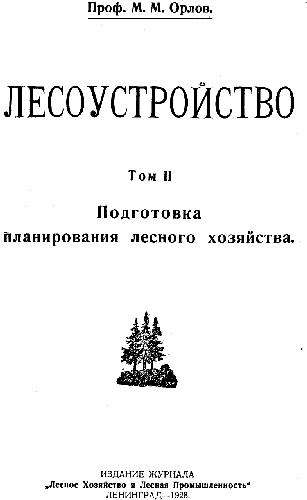 Проф. М. М. Орлов.
ЛЕСОУСТРОЙСТВО
Том II
Подготовка
планирования лесного хозяйства.
ИЗДАНИЕ ЖУРНАЛА
„Лесное Хозяйство и Лесная Промышленность“
ЛЕНИНГРАД—1928.